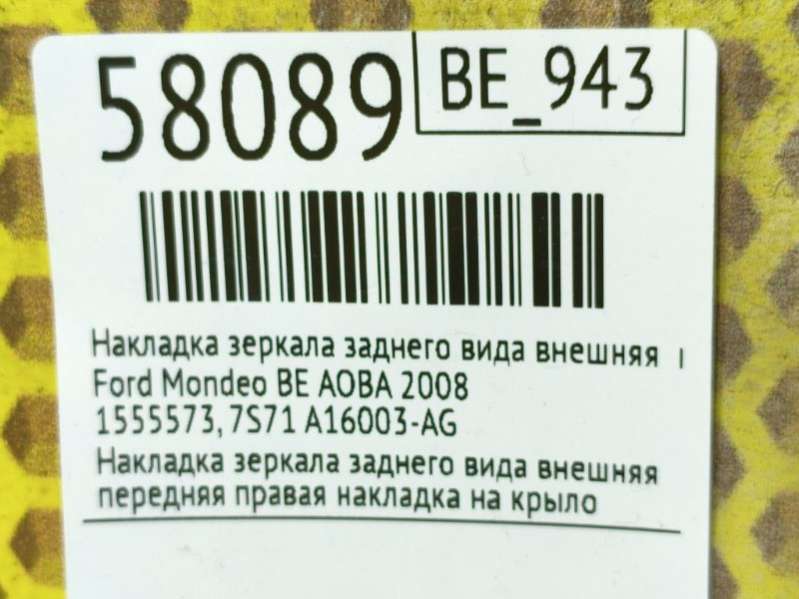 58089
BE_943
Накладка зеркала заднего вида внешняя
Ford Mondeo BE AOBA 2008
1555573, 7S71 A16003-AG
Накладка зеркала заднего вида внешняя
передняя правая накладка на крыло